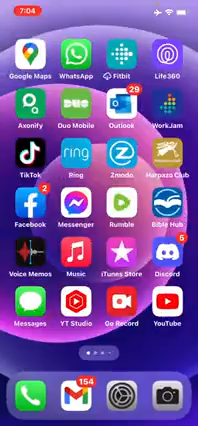 7:04
Google Maps WhatsApp Fitbit Life360
DUO 29
Axonify Duo Mobile Outlook WorkJam
ring
TikTok Ring Zmodo Harpazo Club
2
Facebook Messenger Rumble Bible Hub
5
Voice Memos Music iTunes Store Discord
Messages YT Studio Go Record YouTube
154